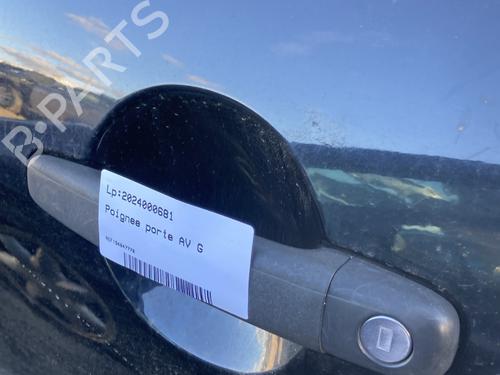 B-PARTS
Lp:2024000681
Poignee porte AV G